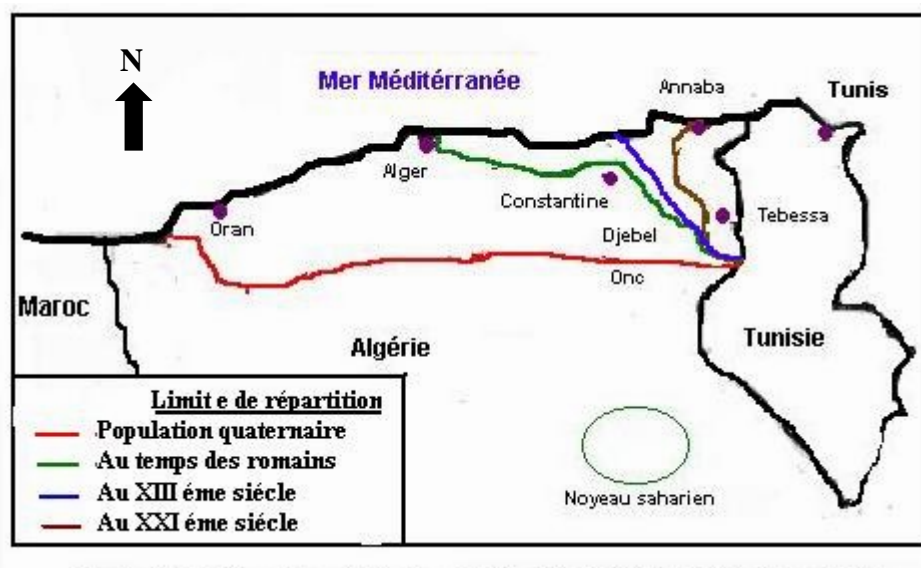 N
Mer Méditérranée
Annaba
Tunis
Alger
Constantine
Oran
Tebessa
Djebel
Onc
Maroc
Algérie
Tunisie
Limit e de répartition
Population quaternaire
Au temps des romains
Au XIII éme siécle
Au XXI éme siécle
Noyeau saharien